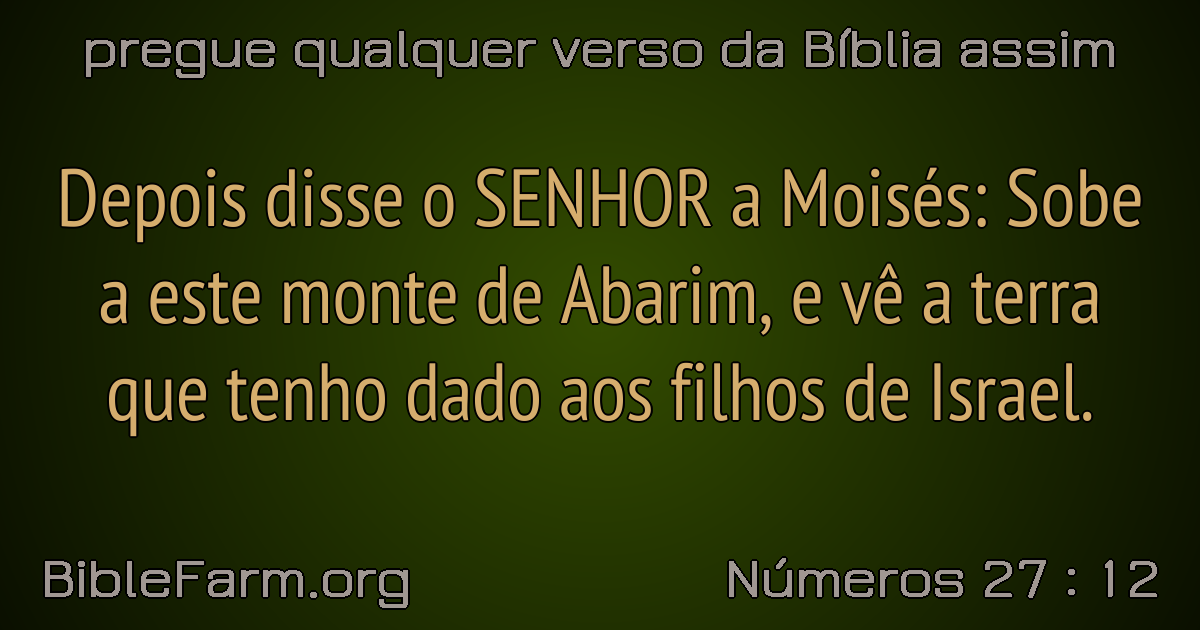 pregue qualquer verso da Bíblia assim
Depois disse o SENHOR a Moisés: Sobe
a este monte de Abarim, e vê a terra
que tenho dado aos filhos de Israel.
BibleFarm.org
Números 27 : 12